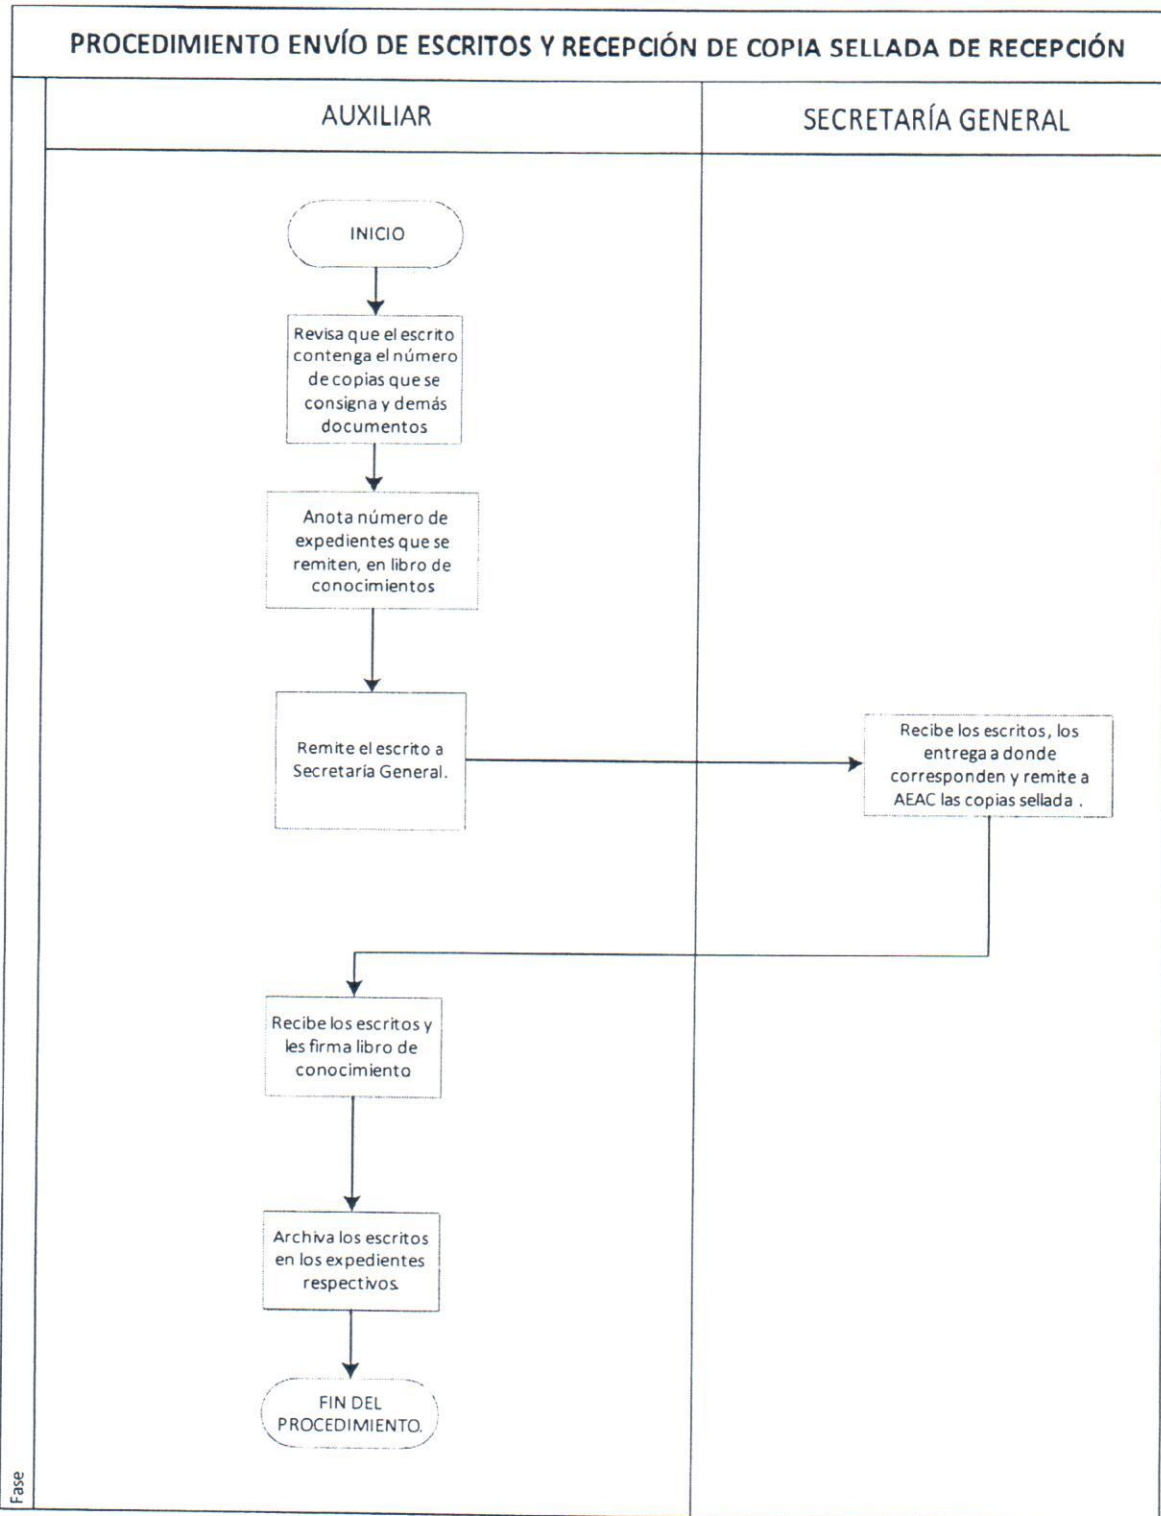 PROCEDIMIENTO ENVÍO DE ESCRITOS Y RECEPCIÓN DE COPIA SELLADA DE RECEPCIÓN
AUXILIAR
SECRETARÍA GENERAL
INICIO
Revisa que el escrito
contenga el número
de copias que se
consigna y demás
documentos
Anota número de
expedientes que se
remiten, en libro de
conocimientos
Remite el escrito a
Secretaría General.
Recibe los escritos, los
entrega a donde
corresponden y remite a
AEAC las copias sellada .
Recibe los escritos y
les firma libro de
conocimiento
Archiva los escritos
en los expedientes
respectivos.
FIN DEL
PROCEDIMIENTO.
Fase